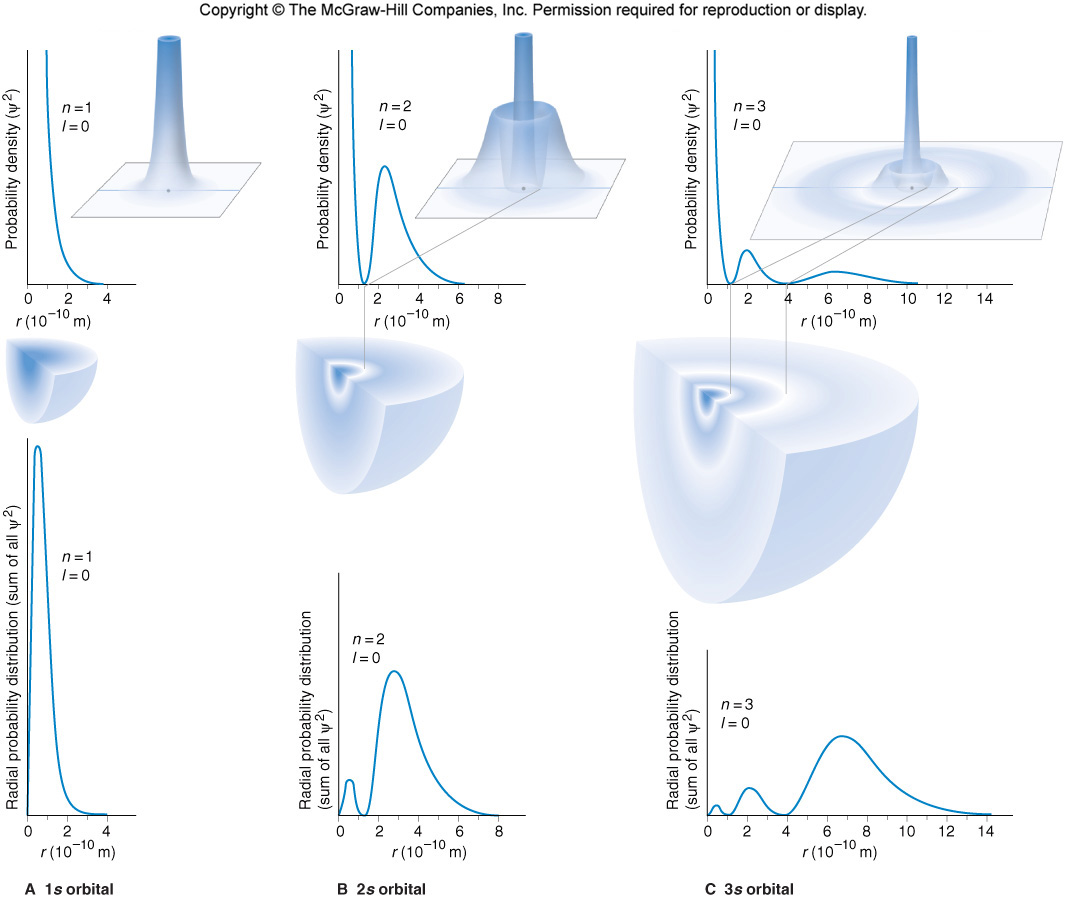 Copyright © The McGraw-Hill Companies, Inc. Permission required for reproduction or display.
Probability density (ψ²)
n = 1
l = 0
0 2 4
r (10⁻¹⁰ m)
Probability density (ψ²)
n = 2
l = 0
0 2 4 6 8
r (10⁻¹⁰ m)
Probability density (ψ²)
n = 3
l = 0
0 2 4 6 8 10 12 14
r (10⁻¹⁰ m)
Radial probability distribution (sum of all ψ²)
n = 1
l = 0
0 2 4
r (10⁻¹⁰ m)
Radial probability distribution
(sum of all ψ²)
n = 2
l = 0
0 2 4 6 8
r (10⁻¹⁰ m)
Radial probability distribution
(sum of all ψ²)
n = 3
l = 0
0 2 4 6 8 10 12 14
r (10⁻¹⁰ m)
A 1s orbital
B 2s orbital
C 3s orbital